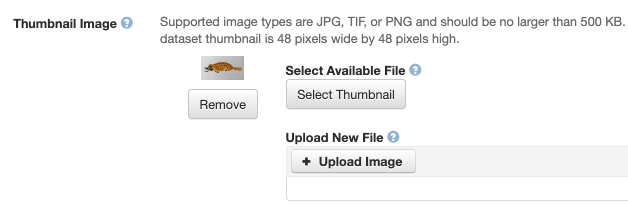 Thumbnail Image ? Supported image types are JPG, TIF, or PNG and should be no larger than 500 KB.
dataset thumbnail is 48 pixels wide by 48 pixels high.
Select Available File ?
Remove
Select Thumbnail
Upload New File ?
+ Upload Image